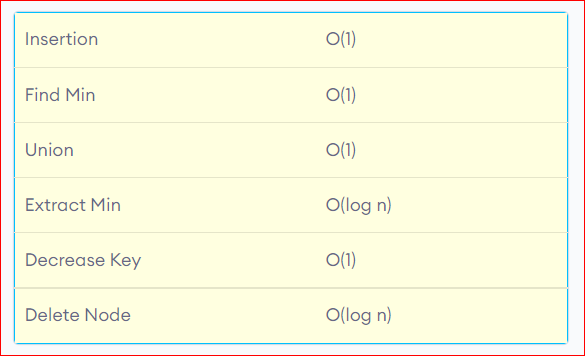 Insertion O(1)
Find Min O(1)
Union O(1)
Extract Min O(log n)
Decrease Key O(1)
Delete Node O(log n)